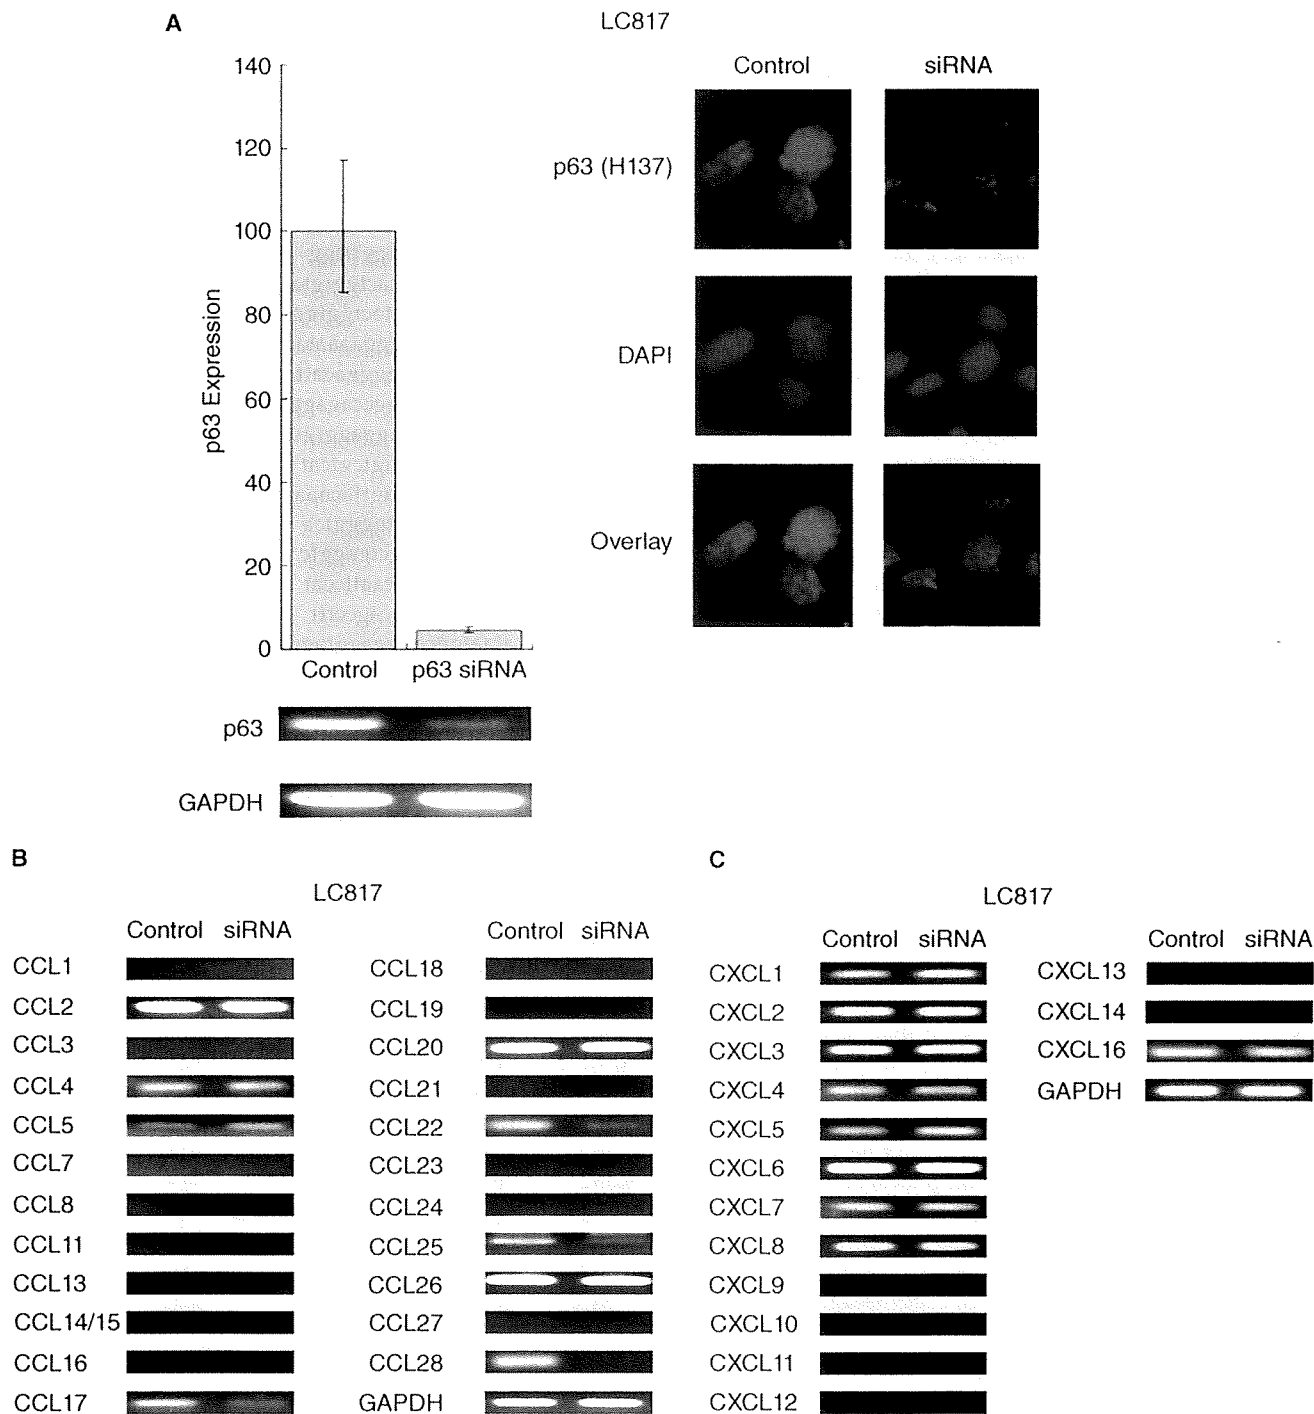 A
LC817
140
120
100
80
60
40
20
0
p63 Expression
Control
p63 siRNA
p63
GAPDH
Control
siRNA
p63 (H137)
DAPI
Overlay
B
LC817
Control siRNA
CCL1
CCL2
CCL3
CCL4
CCL5
CCL7
CCL8
CCL11
CCL13
CCL14/15
CCL16
CCL17
Control siRNA
CCL18
CCL19
CCL20
CCL21
CCL22
CCL23
CCL24
CCL25
CCL26
CCL27
CCL28
GAPDH
C
LC817
Control siRNA
CXCL1
CXCL2
CXCL3
CXCL4
CXCL5
CXCL6
CXCL7
CXCL8
CXCL9
CXCL10
CXCL11
CXCL12
Control siRNA
CXCL13
CXCL14
CXCL16
GAPDH